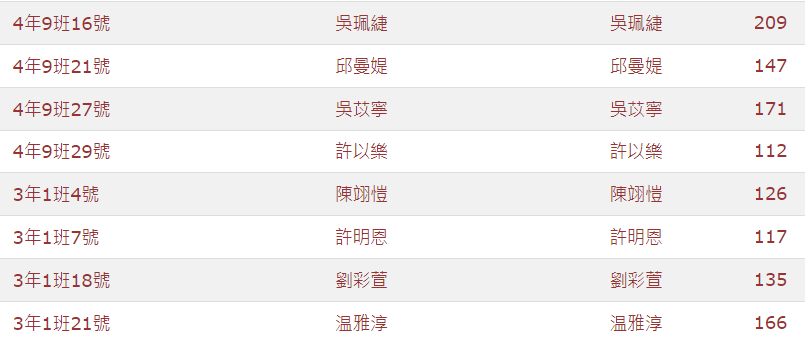 4年9班16號 吳珮緁 吳珮緁 209
4年9班21號 邱曼媞 邱曼媞 147
4年9班27號 吳苡寧 吳苡寧 171
4年9班29號 許以樂 許以樂 112
3年1班4號 陳翊愷 陳翊愷 126
3年1班7號 許明恩 許明恩 117
3年1班18號 劉彩萱 劉彩萱 135
3年1班21號 温雅淳 温雅淳 166